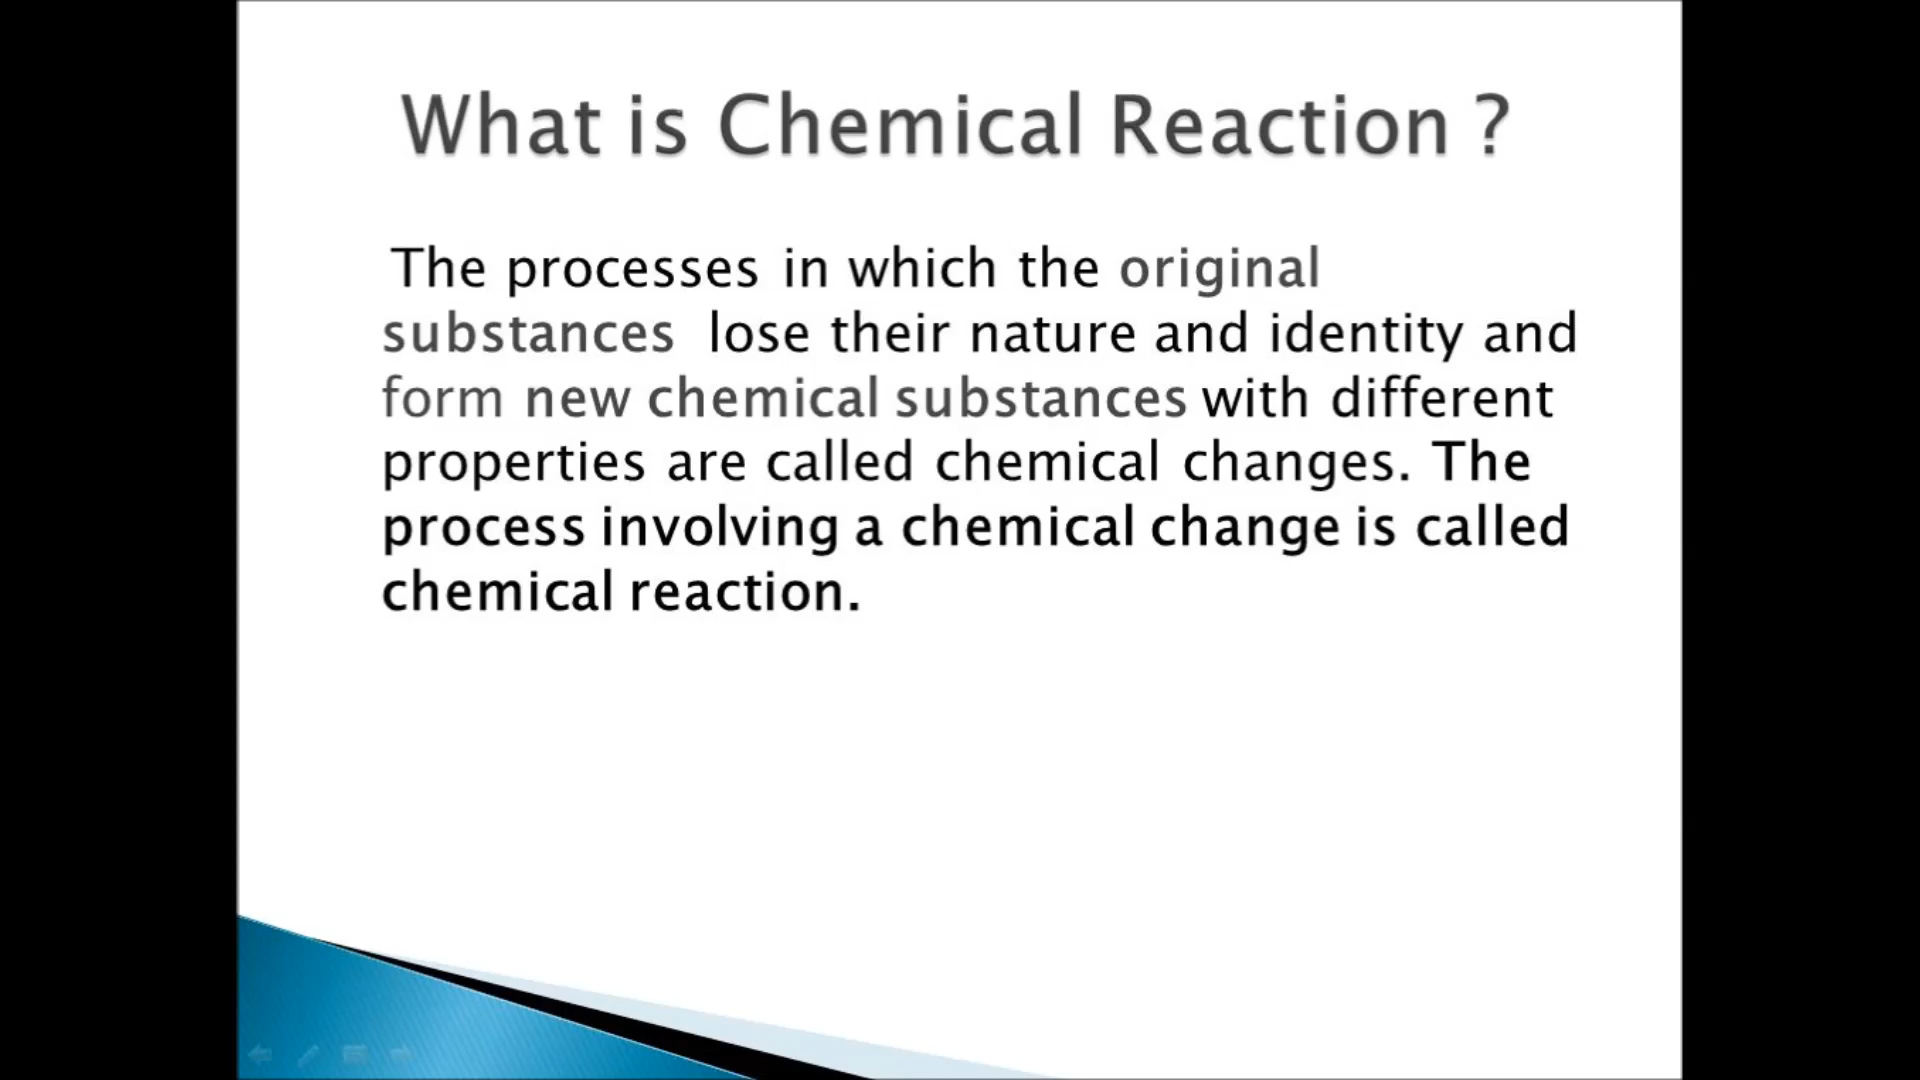 What is Chemical Reaction ?
The processes in which the original
substances lose their nature and identity and
form new chemical substances with different
properties are called chemical changes. The
process involving a chemical change is called
chemical reaction.